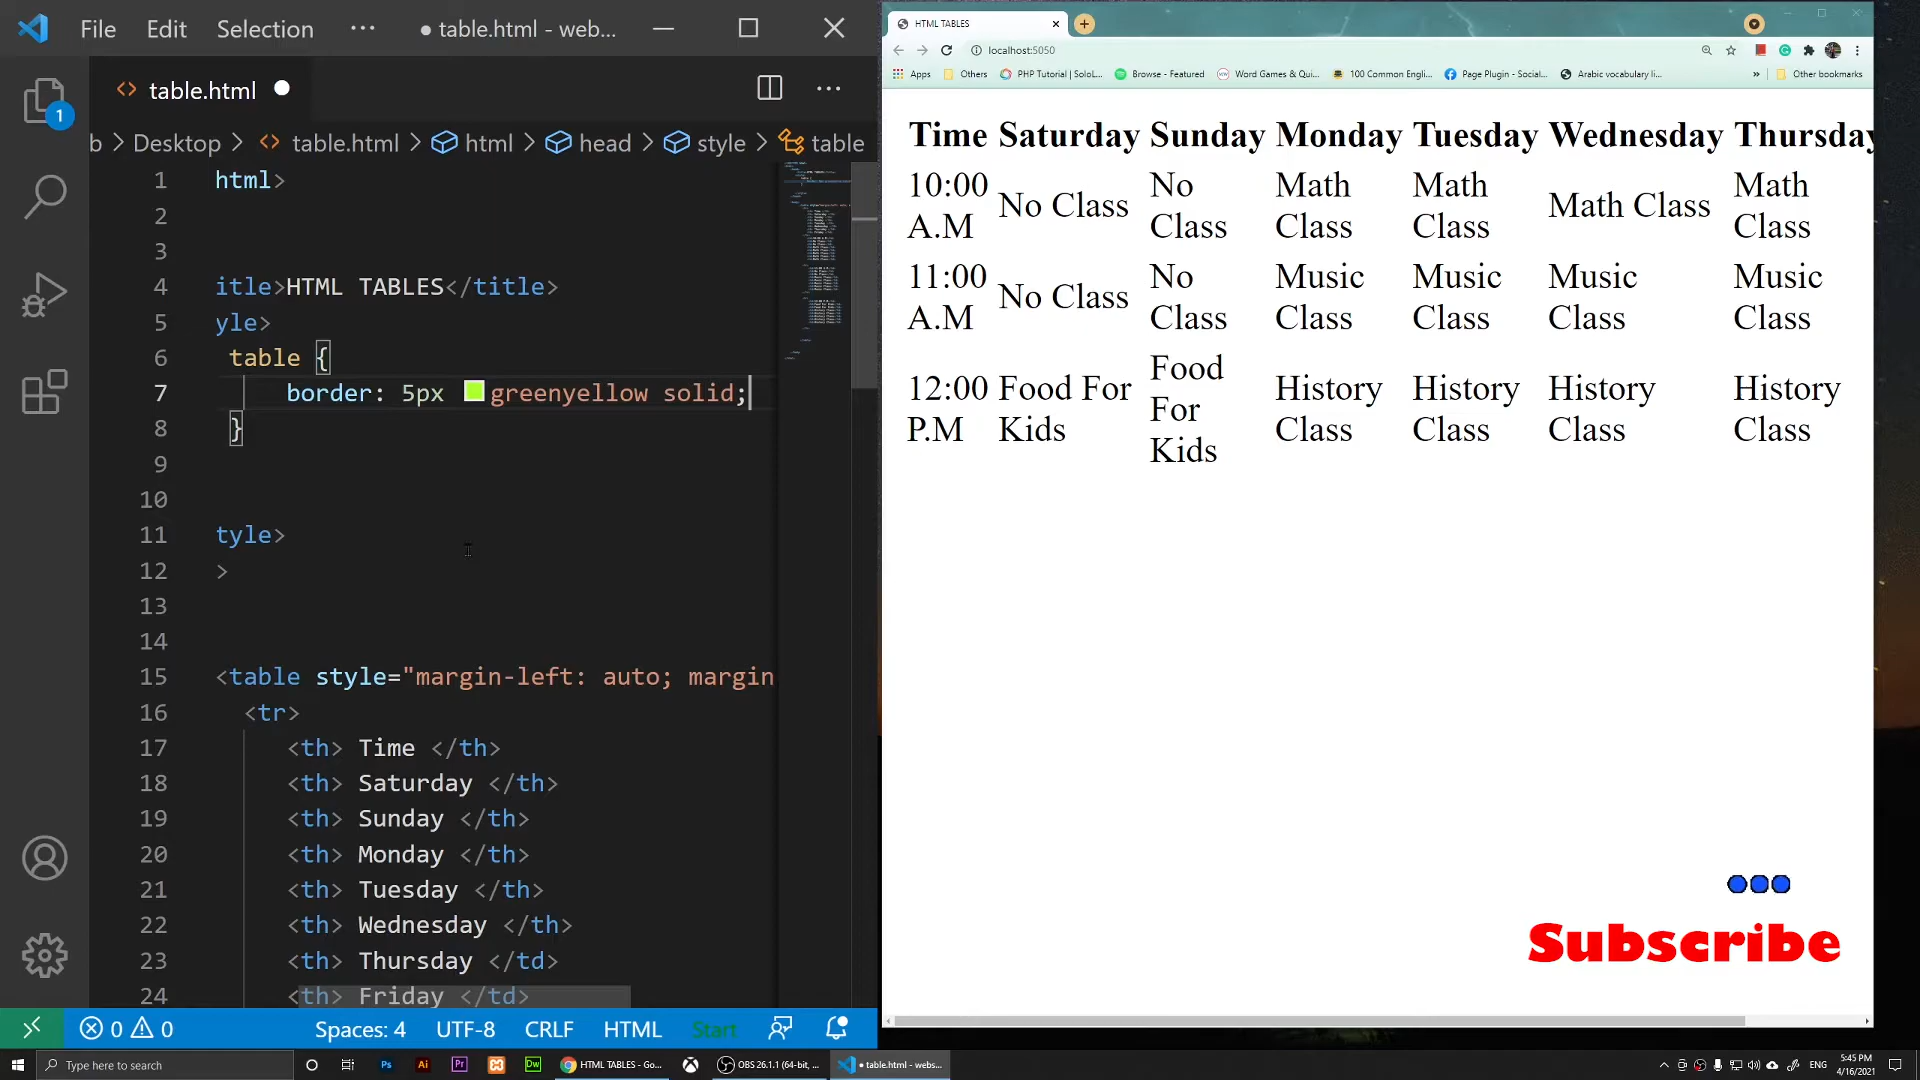 File Edit Selection ··· ● table.html - web...
table.html
b > Desktop > table.html > html > head > style > table
1 html>
2
3
4 itle>HTML TABLES</title>
5 yle>
6 table {
7 border: 5px greenyellow solid;
8 }
9
10
11 tyle>
12 >
13
14
15 <table style="margin-left: auto; margin
16 <tr>
17 <th> Time </th>
18 <th> Saturday </th>
19 <th> Sunday </th>
20 <th> Monday </th>
21 <th> Tuesday </th>
22 <th> Wednesday </th>
23 <th> Thursday </td>
24 <th> Friday </td>
1
0 0 Spaces: 4 UTF-8 CRLF HTML Start
HTML TABLES
localhost:5050
Apps Others PHP Tutorial | SoloL... Browse - Featured Word Games & Qui... 100 Common Engli... Page Plugin - Social... Arabic vocabulary li... » Other bookmarks
Time Saturday Sunday Monday Tuesday Wednesday Thursday
10:00 A.M No Class No Class Math Class Math Class Math Class Math Class
11:00 A.M No Class No Class Music Class Music Class Music Class Music Class
12:00 P.M Food For Kids Food For Kids History Class History Class History Class History Class
Subscribe
Type here to search Ps Ai Pr Dw HTML TABLES - Go... OBS 26.1.1 (64-bit, ... ● table.html - webs... ENG 5:45 PM
4/16/2021